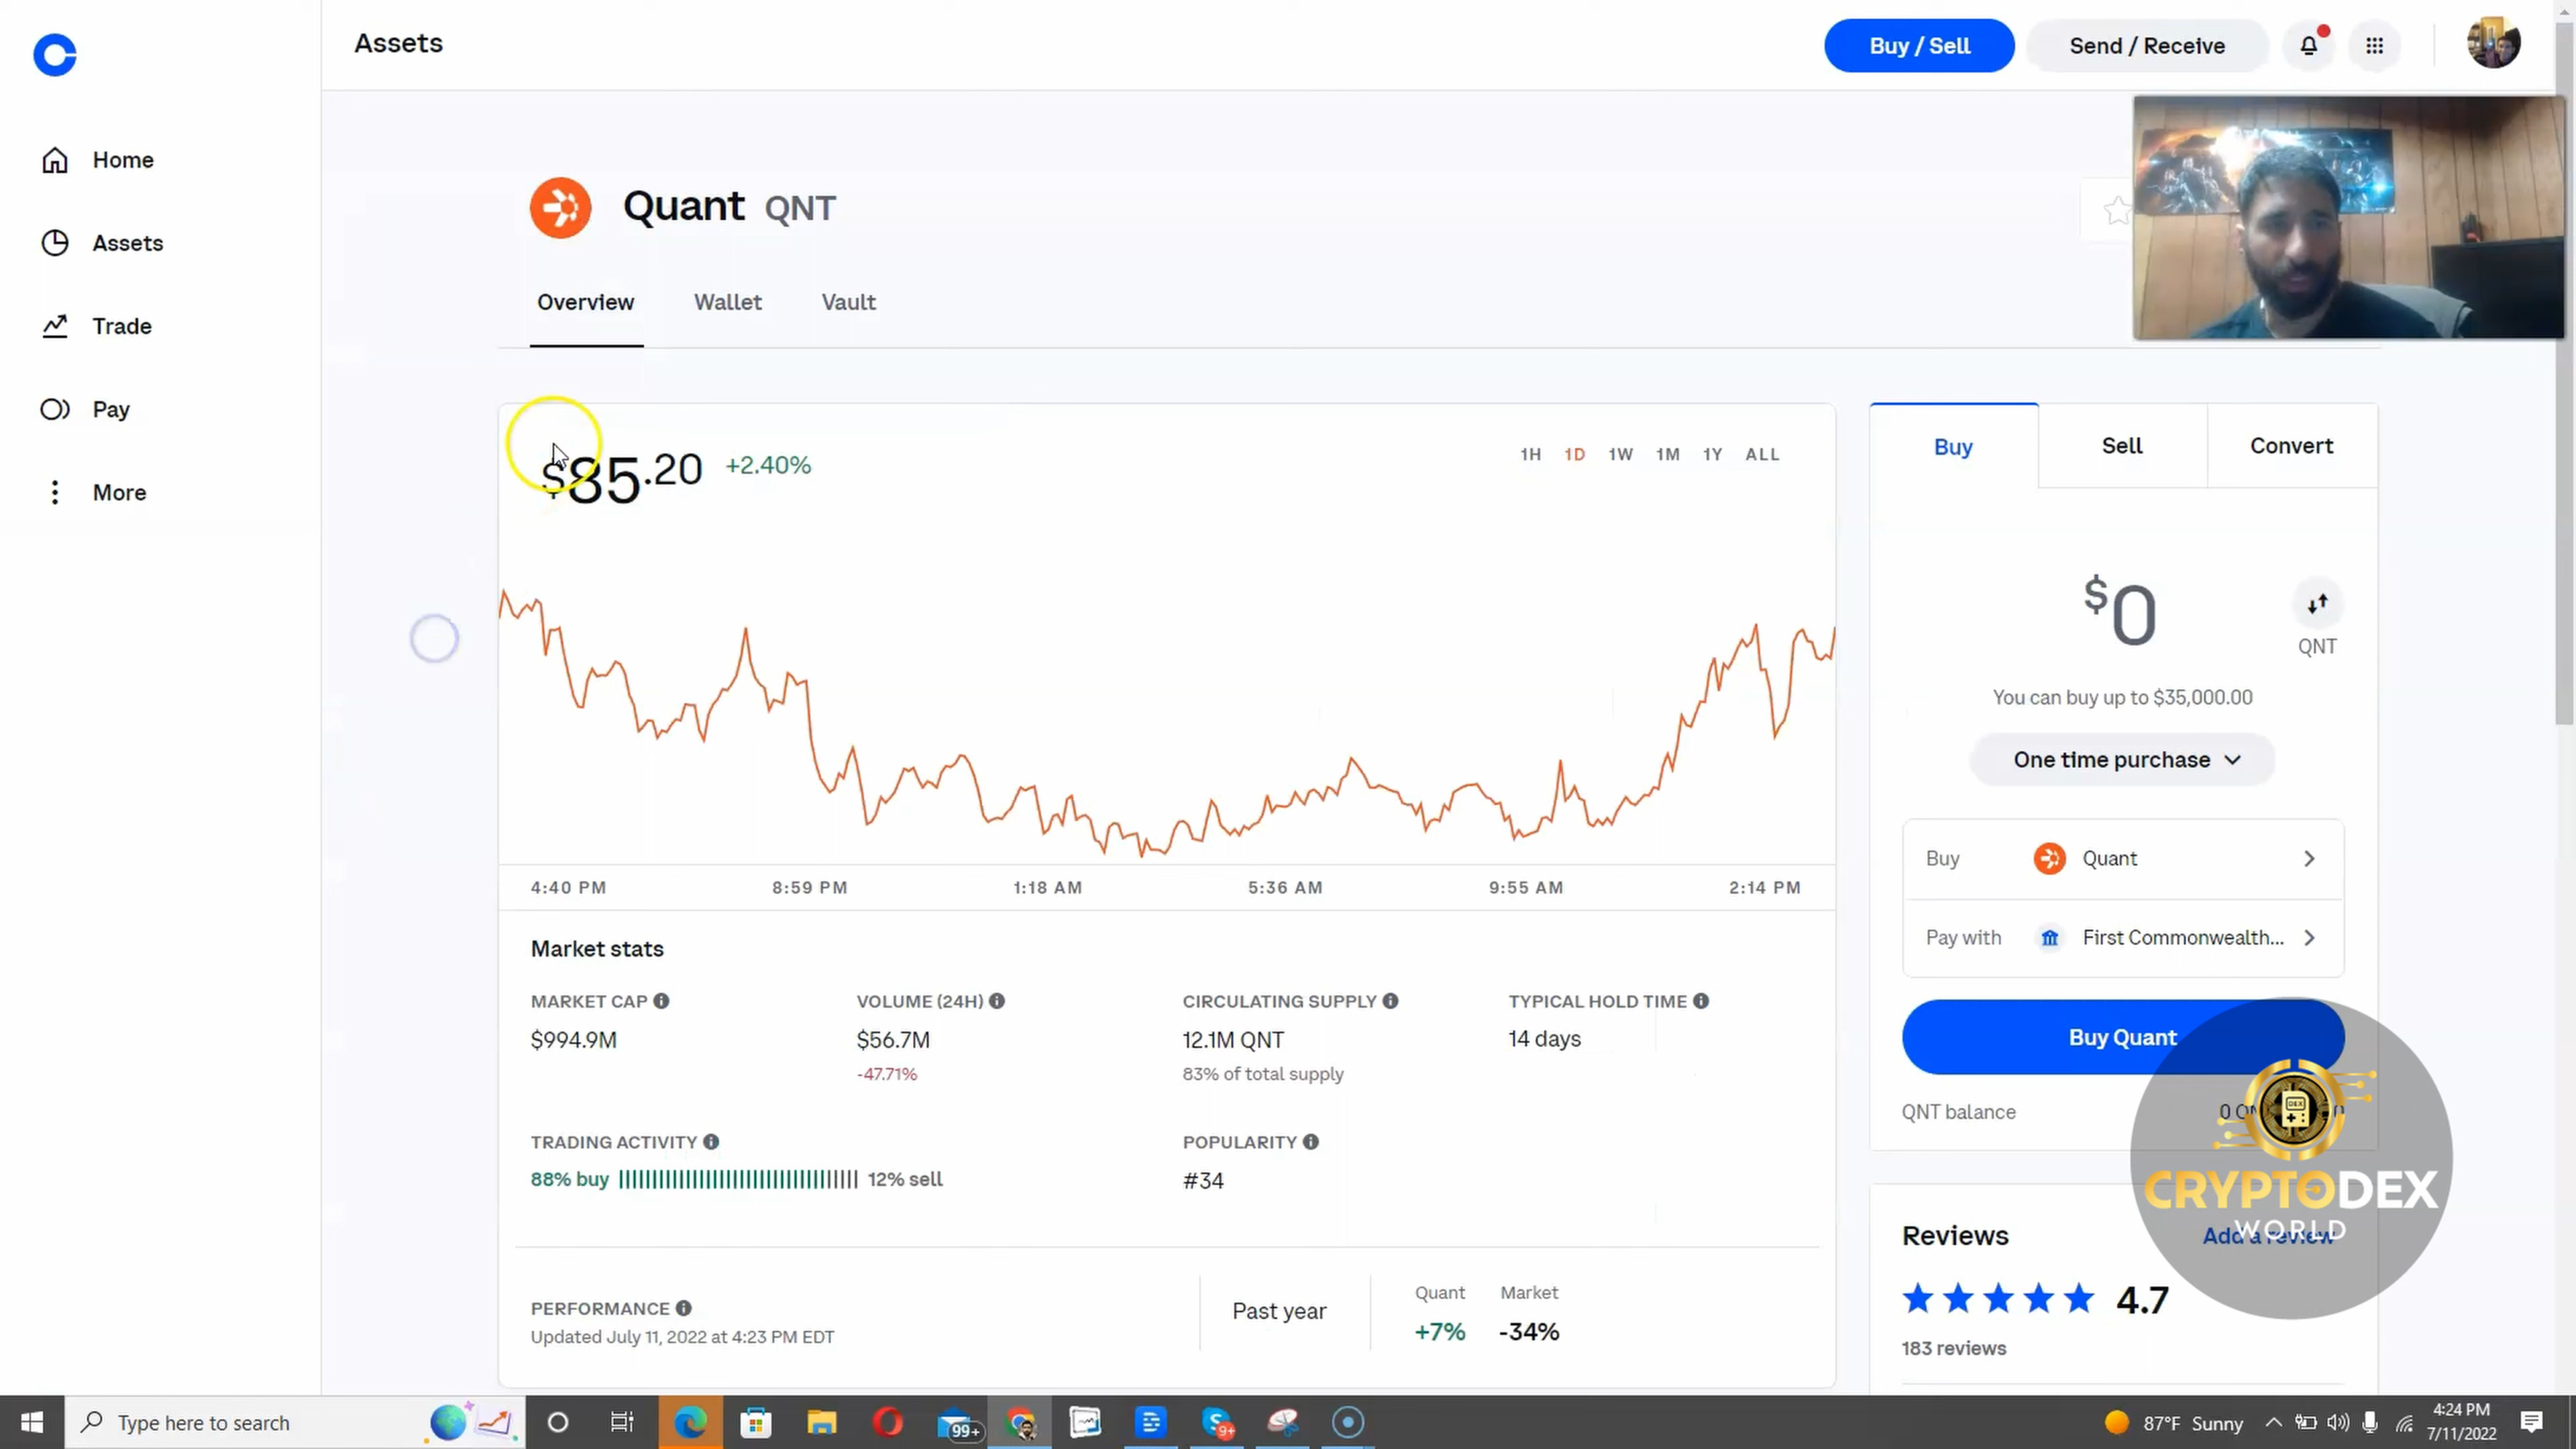 Assets
Buy / Sell
Send / Receive
Home
Assets
Trade
Pay
More
Quant QNT
Overview Wallet Vault
$85.20 +2.40%
1H 1D 1W 1M 1Y ALL
4:40 PM 8:59 PM 1:18 AM 5:36 AM 9:55 AM 2:14 PM
Market stats
MARKET CAP VOLUME (24H) CIRCULATING SUPPLY TYPICAL HOLD TIME
$994.9M $56.7M 12.1M QNT 14 days
-47.71% 83% of total supply
TRADING ACTIVITY POPULARITY
88% buy 12% sell #34
PERFORMANCE
Updated July 11, 2022 at 4:23 PM EDT
Past year
Quant Market
+7% -34%
Buy Sell Convert
$0
QNT
You can buy up to $35,000.00
One time purchase
Buy Quant
Pay with First Commonwealth...
Buy Quant
QNT balance 0
CRYPTODEX
WORLD
Reviews Add a review
4.7
183 reviews
Type here to search
99+
9+
87°F Sunny
4:24 PM
7/11/2022